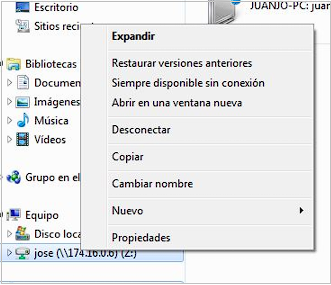 Escritorio
Sitios reci
JUANJO-PC: juan
Expandir
Restaurar versiones anteriores
Siempre disponible sin conexión
Abrir en una ventana nueva
Desconectar
Copiar
Cambiar nombre
Nuevo
Propiedades
Bibliotecas
Documen
Imágenes
Música
Vídeos
Grupo en el
Equipo
Disco loca
jose (\\174.16.0.6) (Z:)